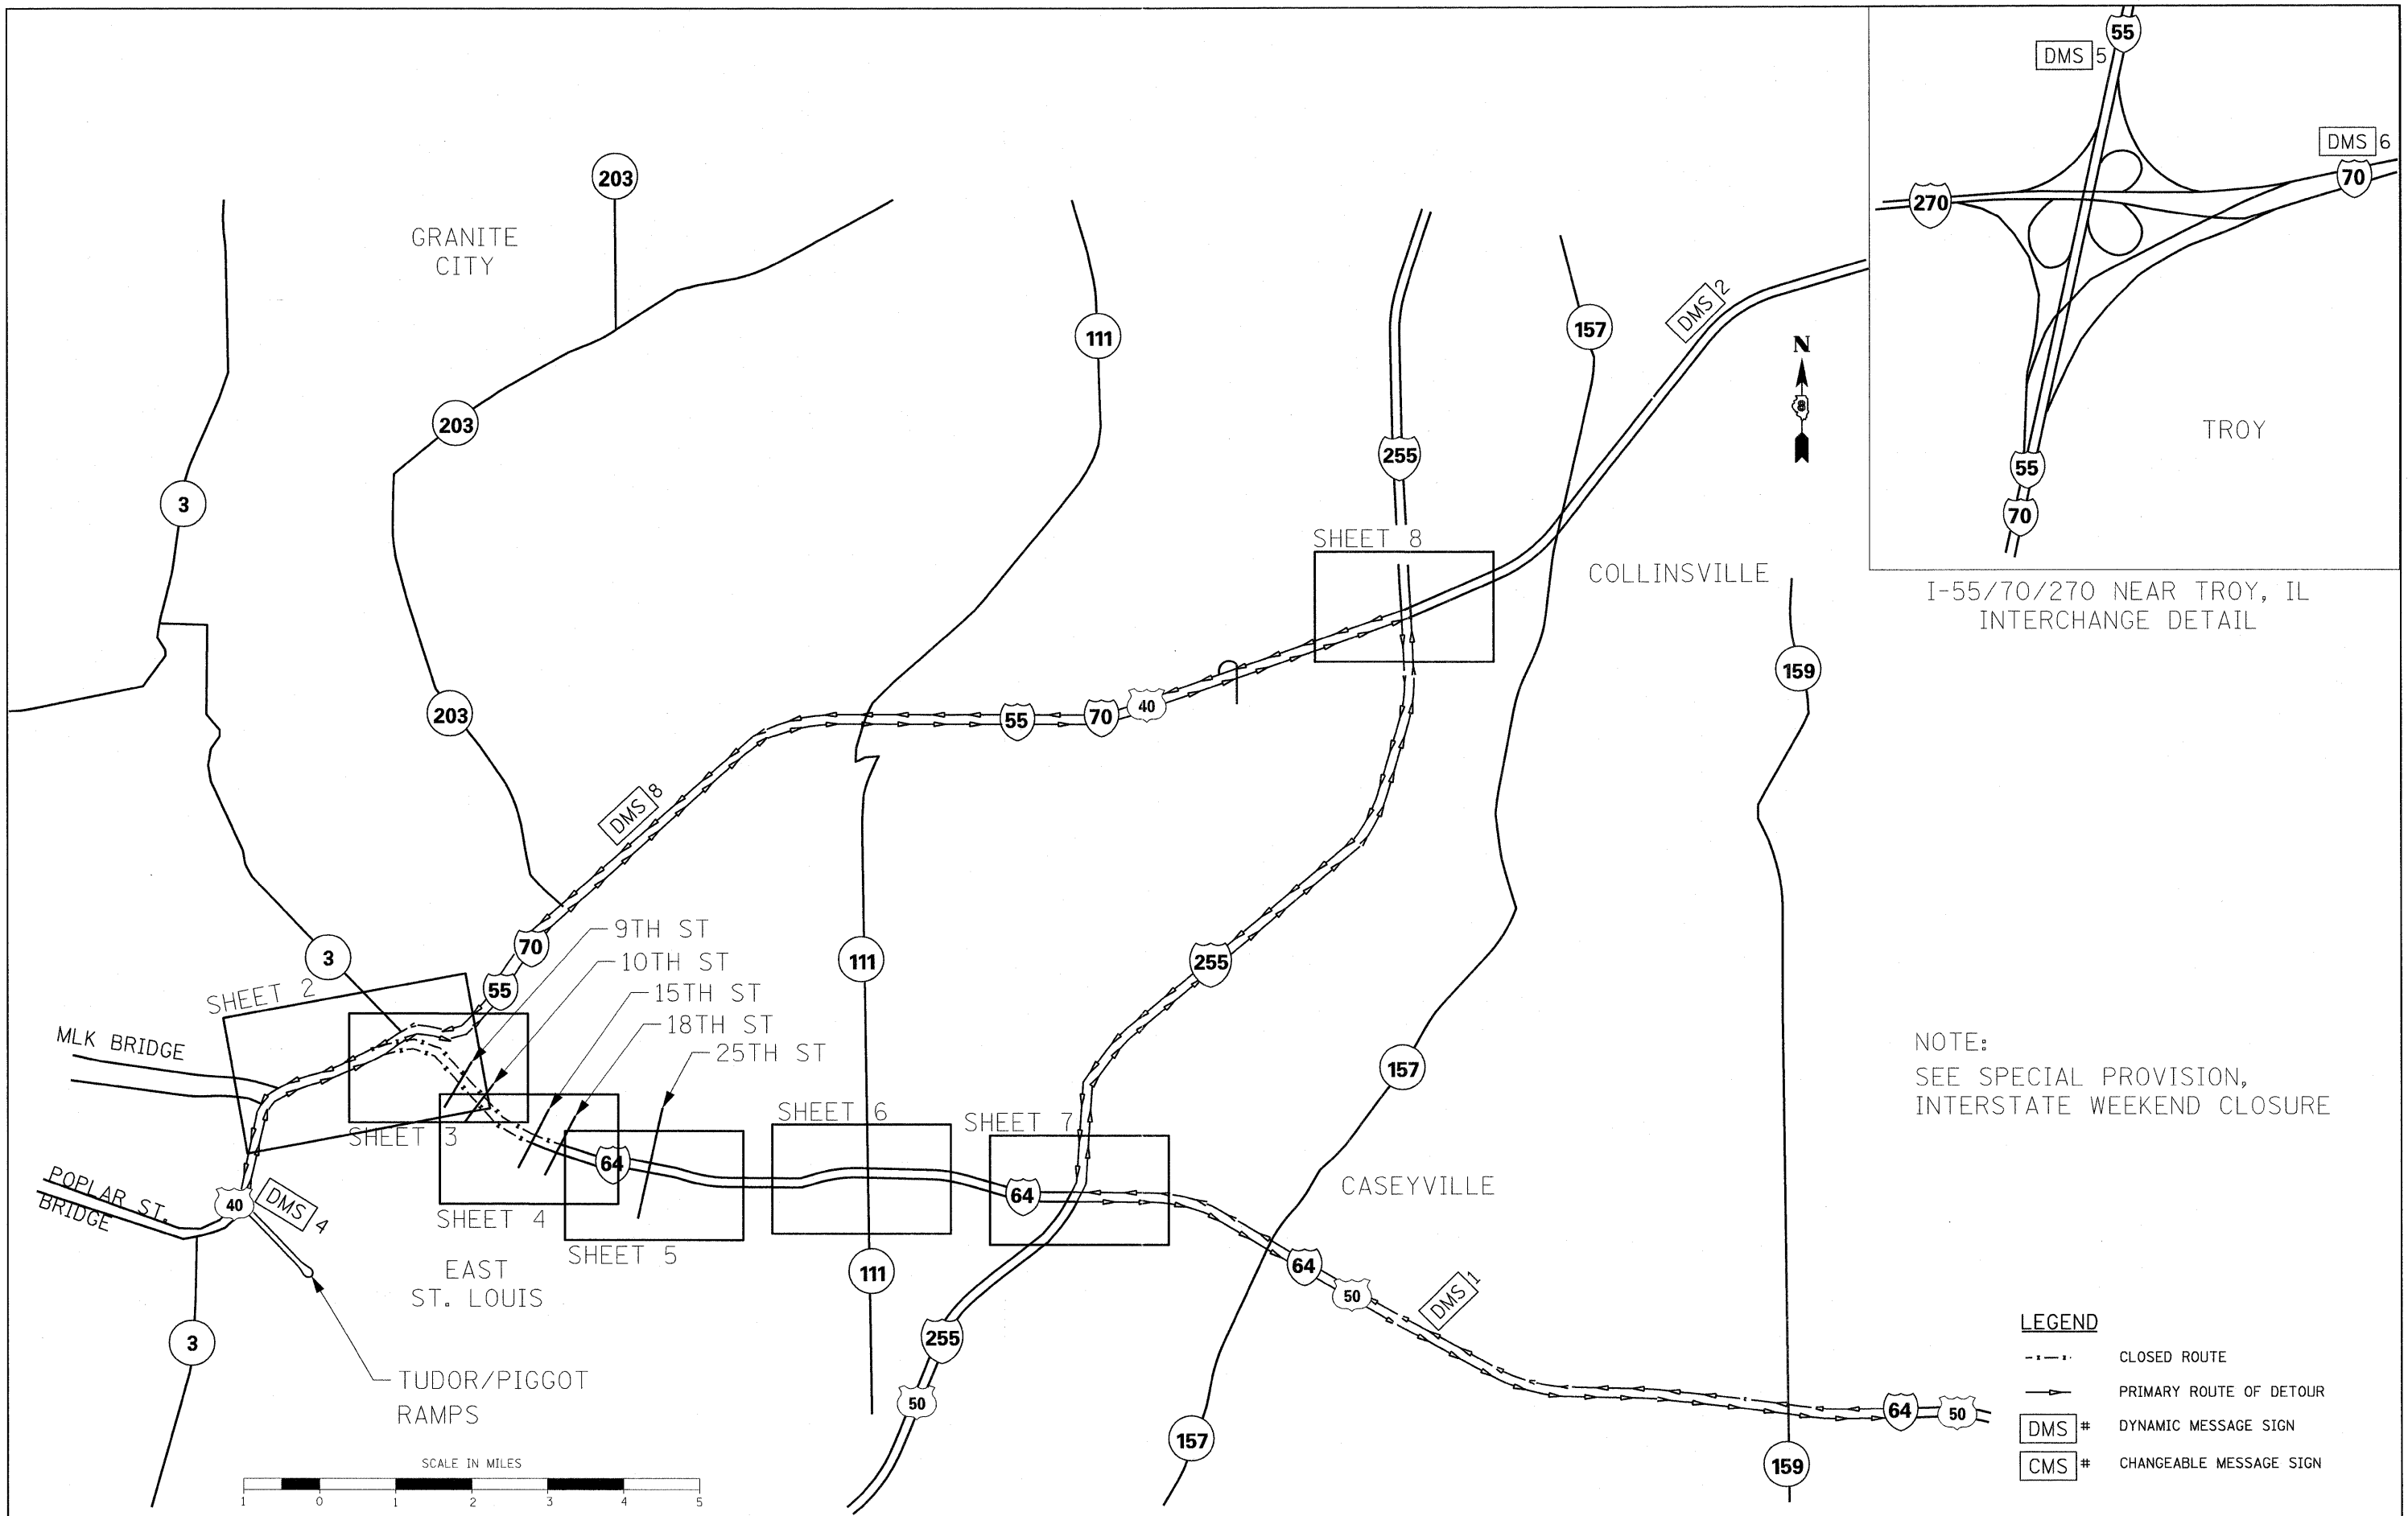 55
DMS 5
DMS 6
70
270
55
70
TROY
I-55/70/270 NEAR TROY, IL
INTERCHANGE DETAIL
203
GRANITE
CITY
111
157
DMS 2
N
8
203
255
3
SHEET 8
COLLINSVILLE
159
203
55
70
40
DMS 8
9TH ST
10TH ST
15TH ST
18TH ST
25TH ST
70
3
111
255
55
SHEET 2
MLK BRIDGE
SHEET 3
SHEET 6
SHEET 7
157
NOTE:
SEE SPECIAL PROVISION,
INTERSTATE WEEKEND CLOSURE
64
64
CASEYVILLE
POPLAR ST.
BRIDGE
40
DMS 4
SHEET 4
SHEET 5
EAST
ST. LOUIS
111
64
50
DMS 1
3
255
50
TUDOR/PIGGOT
RAMPS
157
64
50
159
LEGEND
CLOSED ROUTE
PRIMARY ROUTE OF DETOUR
DMS # DYNAMIC MESSAGE SIGN
CMS # CHANGEABLE MESSAGE SIGN
SCALE IN MILES
1 0 1 2 3 4 5